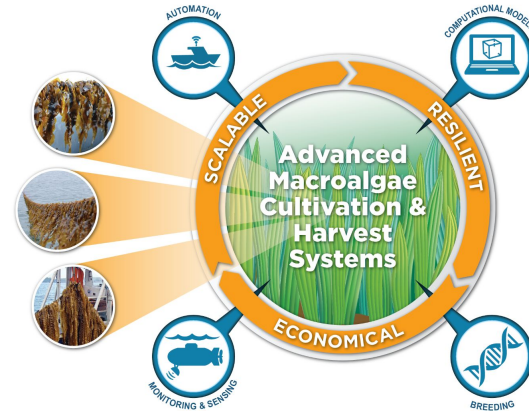 AUTOMATION
COMPUTATIONAL MODEL
SCALABLE
RESILIENT
Advanced
Macroalgae
Cultivation &
Harvest
Systems
ECONOMICAL
MONITORING & SENSING
BREEDING